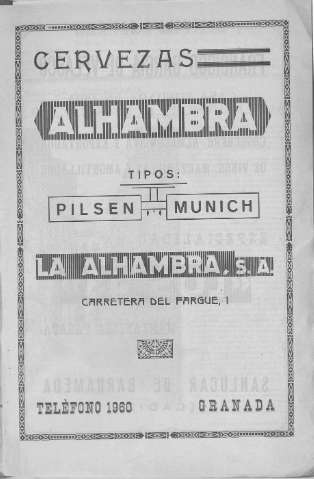 CERVEZAS
ALHAMBRA
TIPOS:
PILSEN MUNICH
LA ALHAMBRA, S. A.
CARRETERA DEL FARGUE, 1
TELÉFONO 1960 GRANADA